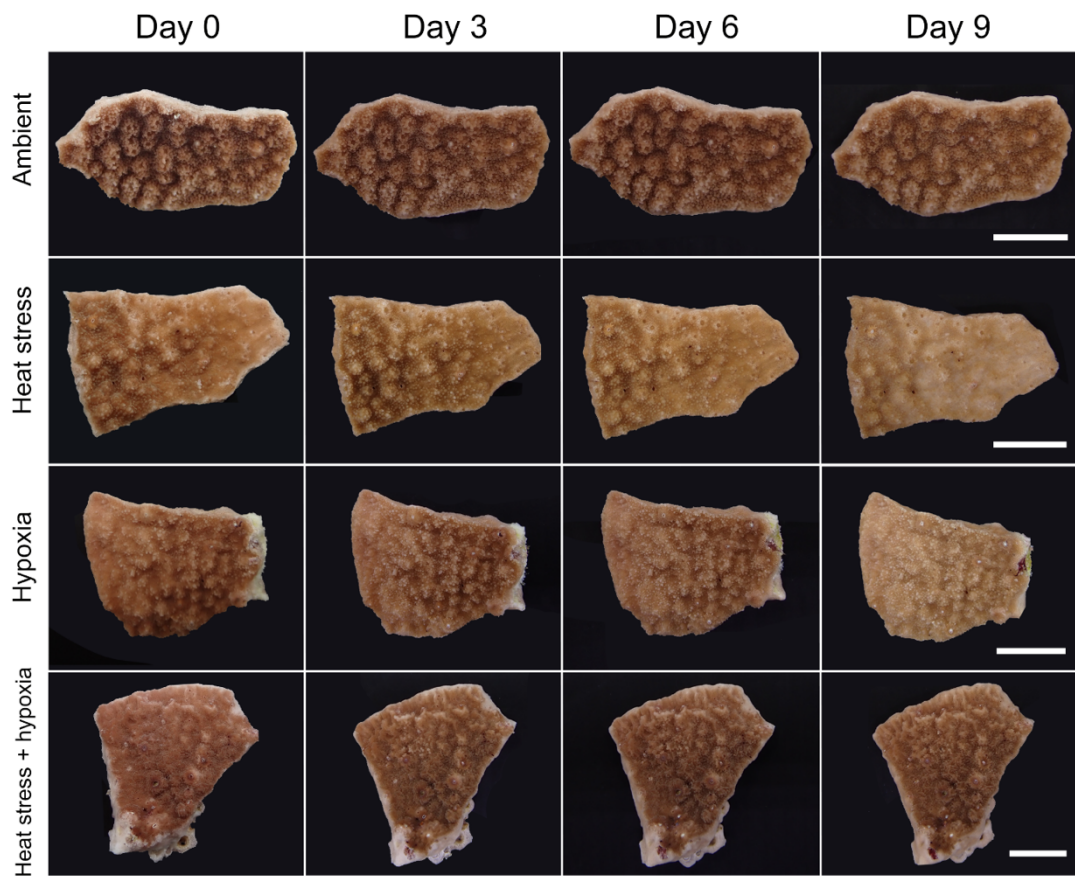 Day 0 Day 3 Day 6 Day 9
Ambient
Heat stress
Hypoxia
Heat stress + hypoxia